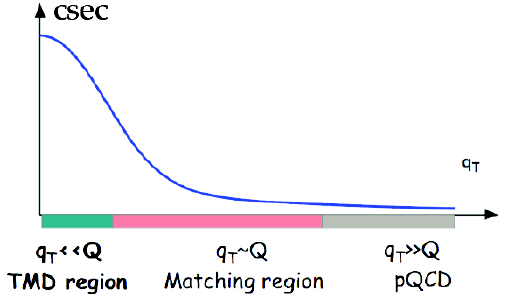 csec
qT
qT<<Q
TMD region
qT~Q
Matching region
qT>>Q
pQCD